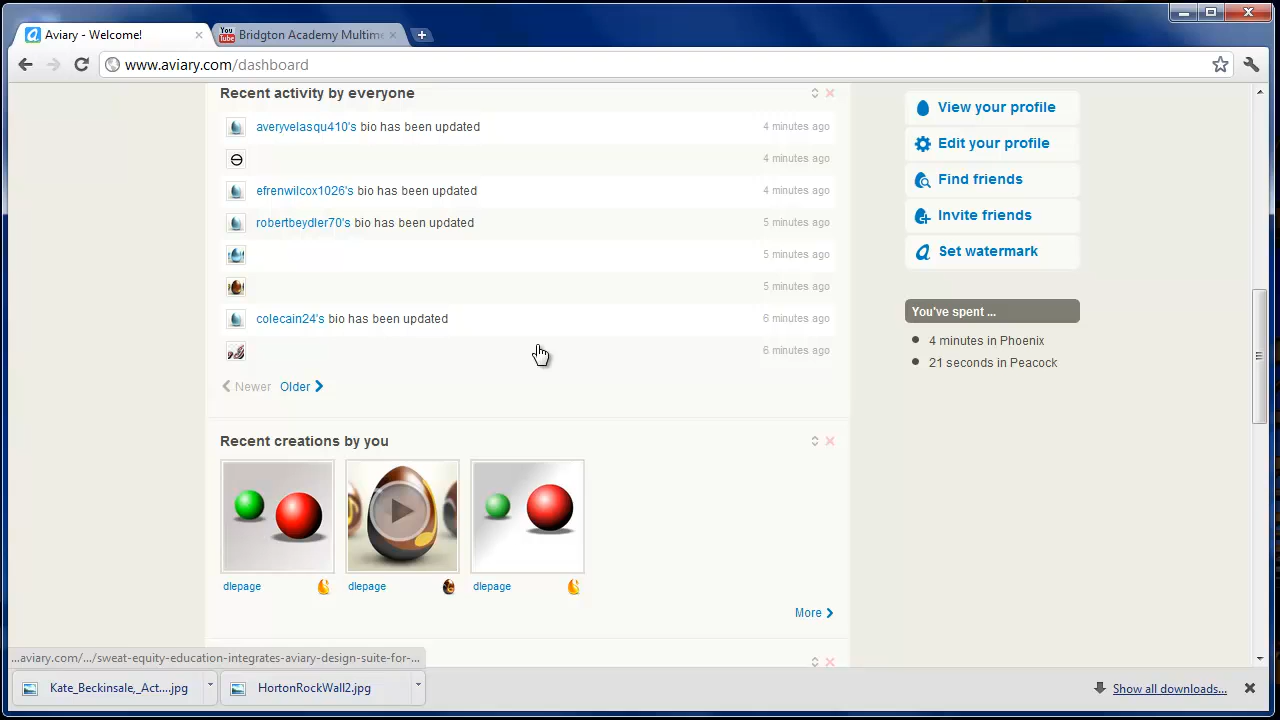 Aviary - Welcome!
Bridgton Academy Multime
www.aviary.com/dashboard
Recent activity by everyone
averyvelasqu410's bio has been updated
4 minutes ago
4 minutes ago
efrenwilcox1026's bio has been updated
4 minutes ago
robertbeydler70's bio has been updated
5 minutes ago
5 minutes ago
5 minutes ago
colecain24's bio has been updated
6 minutes ago
6 minutes ago
Newer Older
Recent creations by you
dlepage
dlepage
dlepage
More
View your profile
Edit your profile
Find friends
Invite friends
Set watermark
You've spent ...
4 minutes in Phoenix
21 seconds in Peacock
...aviary.com/.../sweat-equity-education-integrates-aviary-design-suite-for-...
Kate_Beckinsale,_Act....jpg
HortonRockWall2.jpg
Show all downloads...